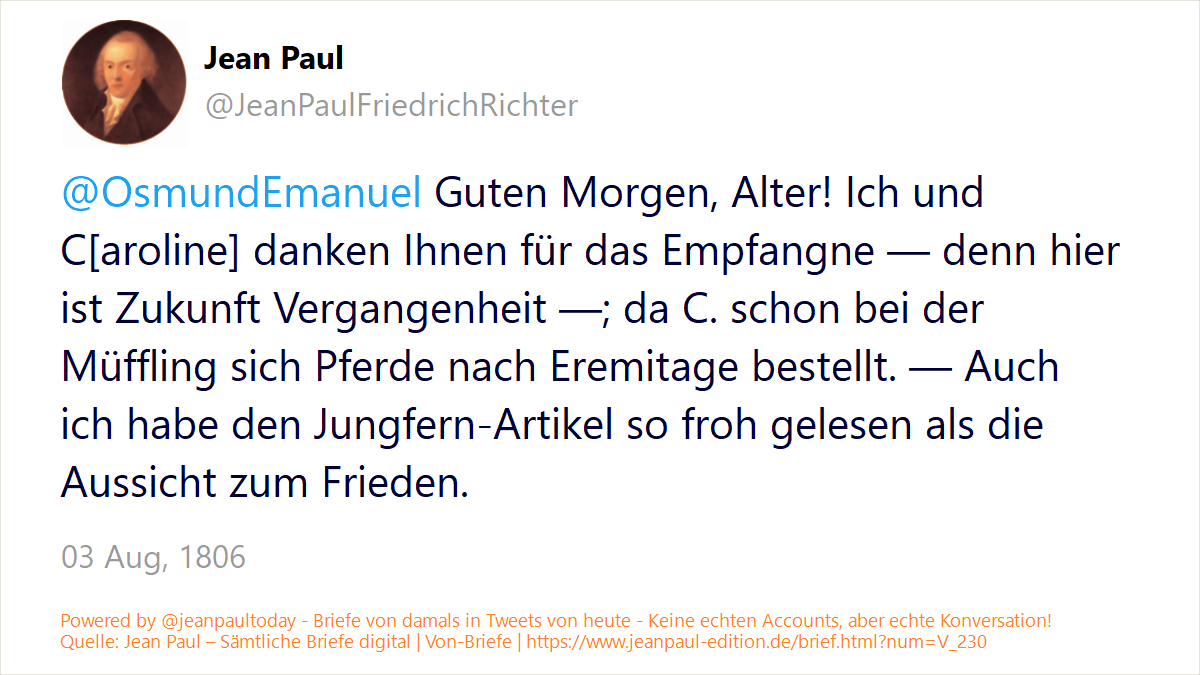 Jean Paul
@JeanPaulFriedrichRichter
@OsmundEmanuel Guten Morgen, Alter! Ich und
C[aroline] danken Ihnen für das Empfangne — denn hier
ist Zukunft Vergangenheit —; da C. schon bei der
Müffling sich Pferde nach Eremitage bestellt. — Auch
ich habe den Jungfern-Artikel so froh gelesen als die
Aussicht zum Frieden.
03 Aug, 1806
Powered by @jeanpaultoday - Briefe von damals in Tweets von heute - Keine echten Accounts, aber echte Konversation!
Quelle: Jean Paul – Sämtliche Briefe digital | Von-Briefe | https://www.jeanpaul-edition.de/brief.html?num=V_230